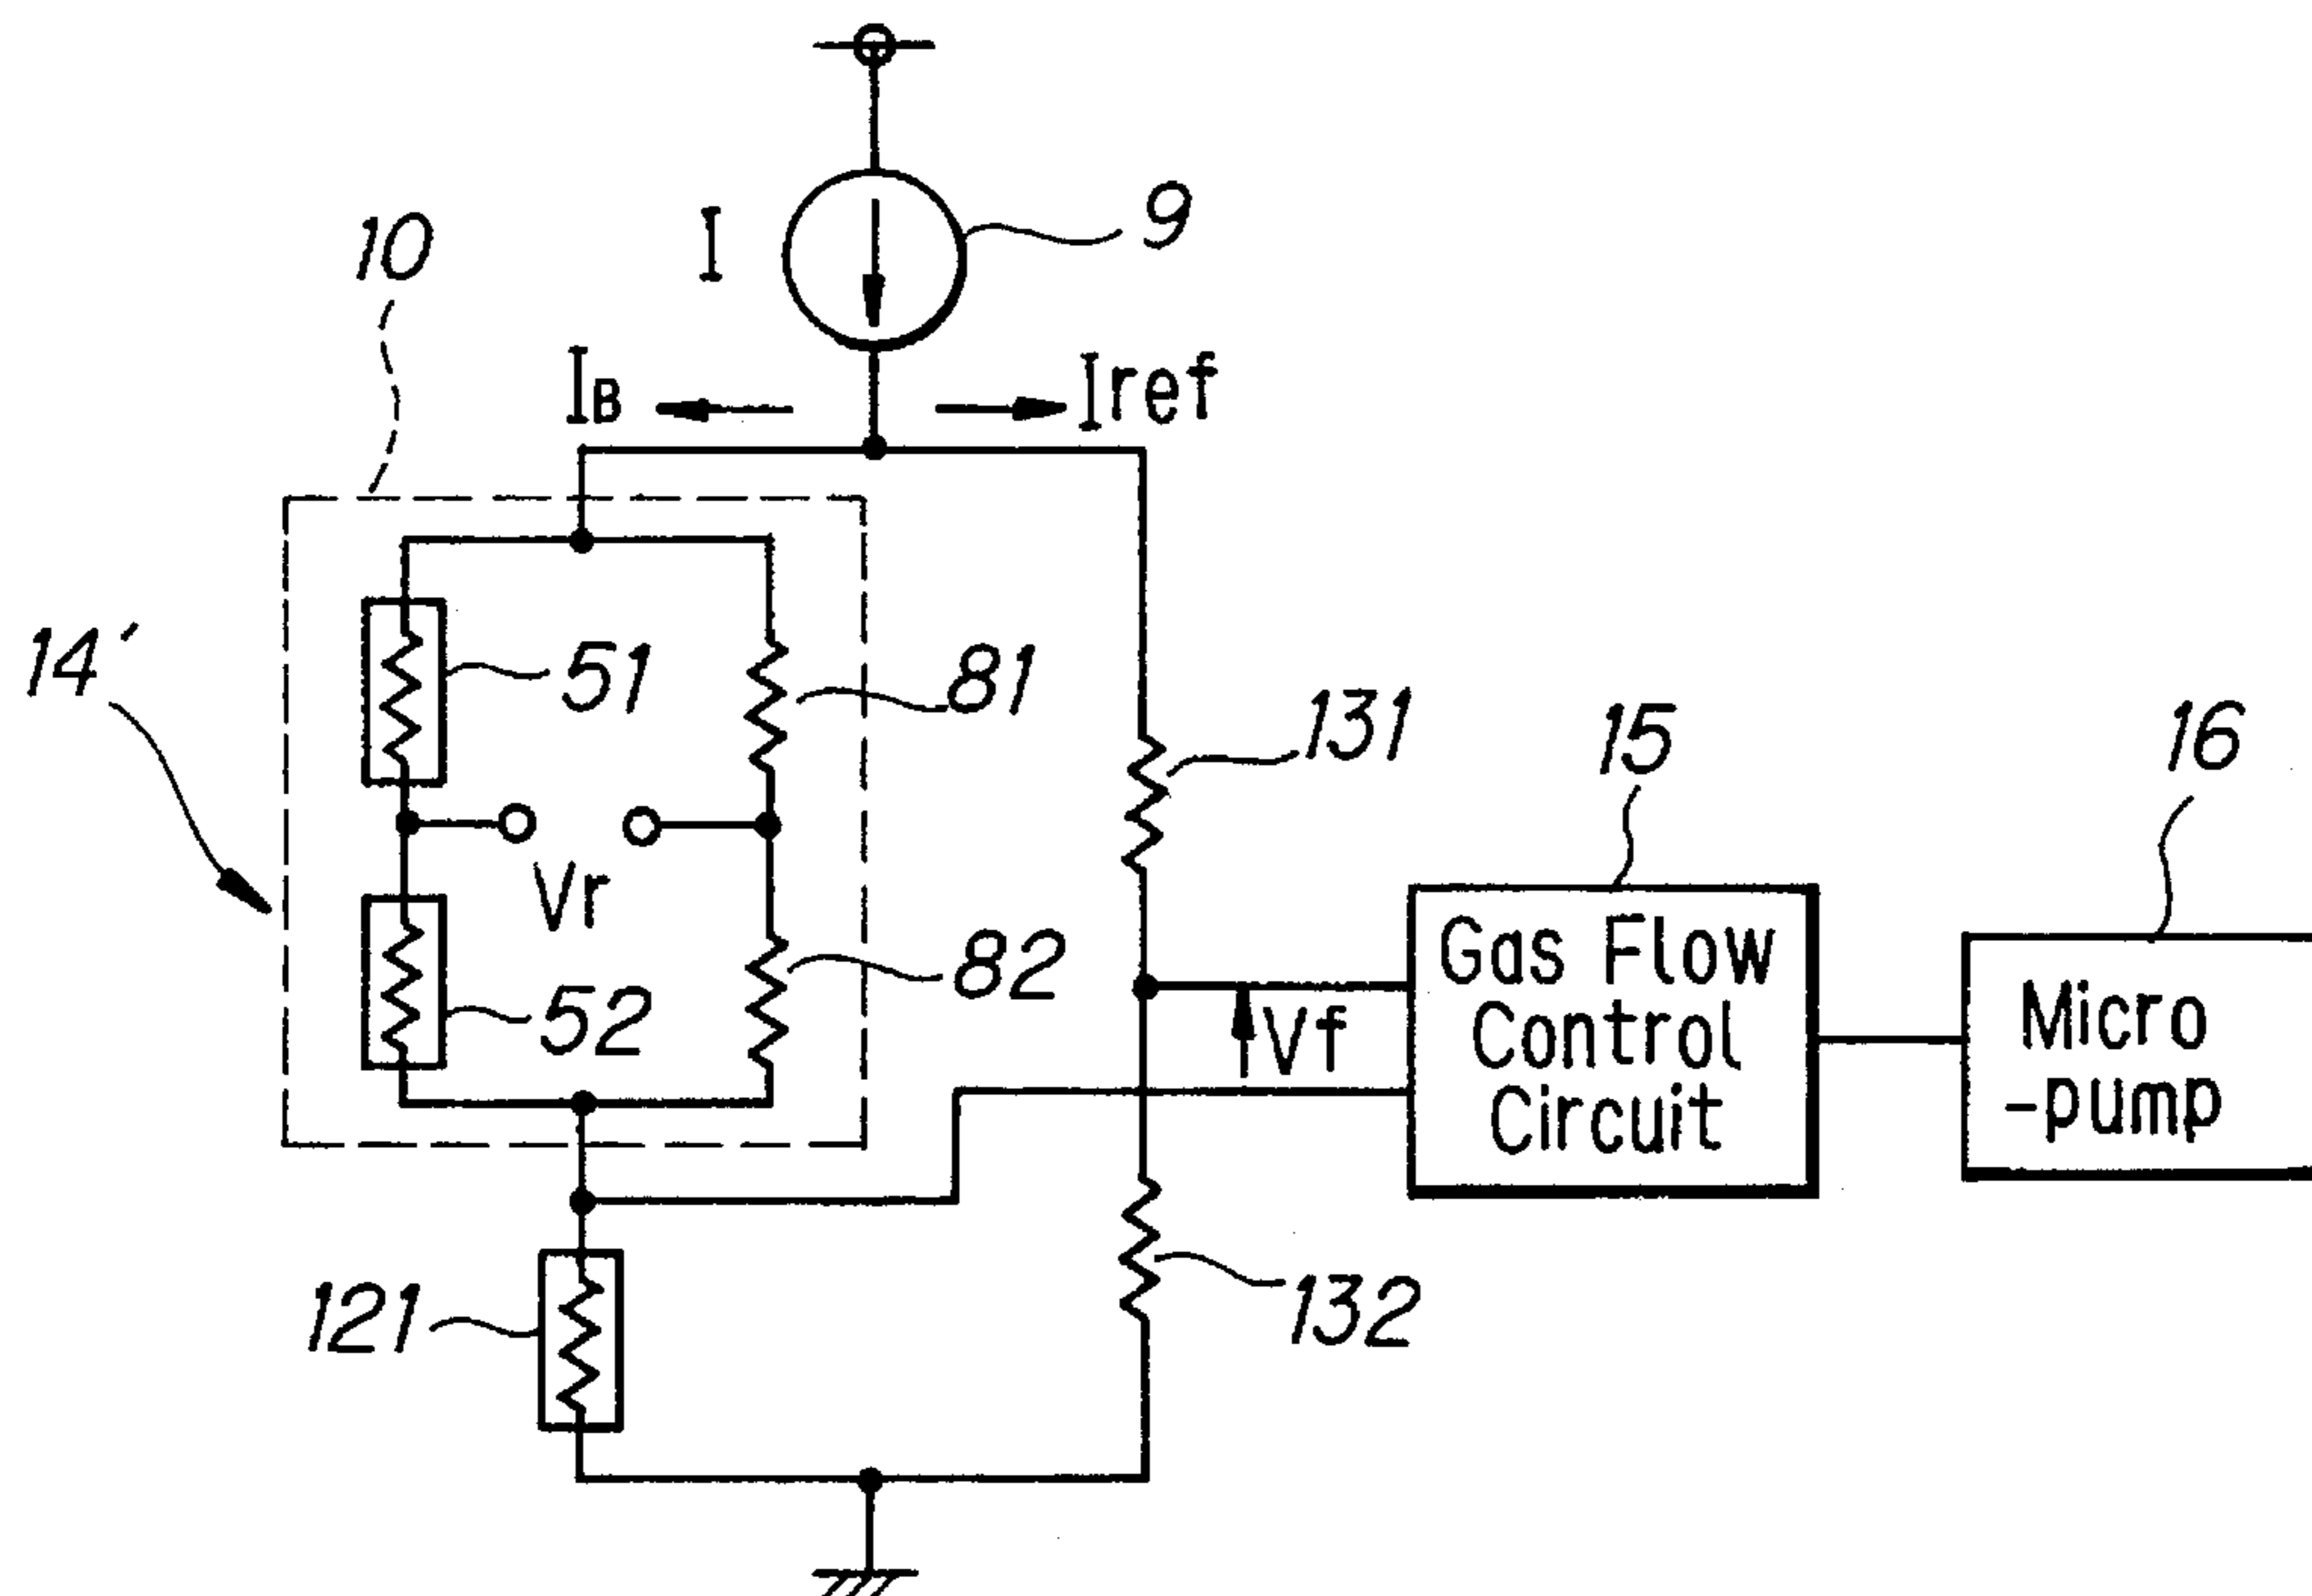 9
I
10
IB
Iref
14′
51
81
131
15
16
Vr
82
52
Vf
Gas Flow
Control
Circuit
Micro
-pump
121
132